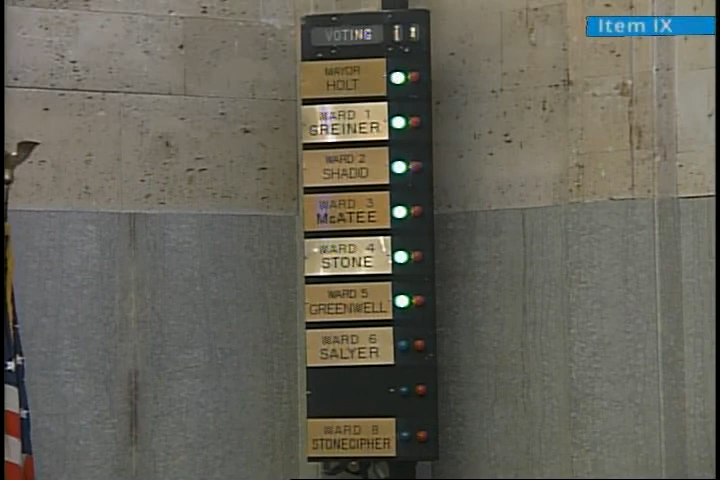 Item IX
VOTING
MAYOR
HOLT
WARD 1
GREINER
WARD 2
SHADID
WARD 3
McATEE
WARD 4
STONE
WARD 5
GREENWELL
WARD 6
SALYER
WARD 8
STONECIPHER